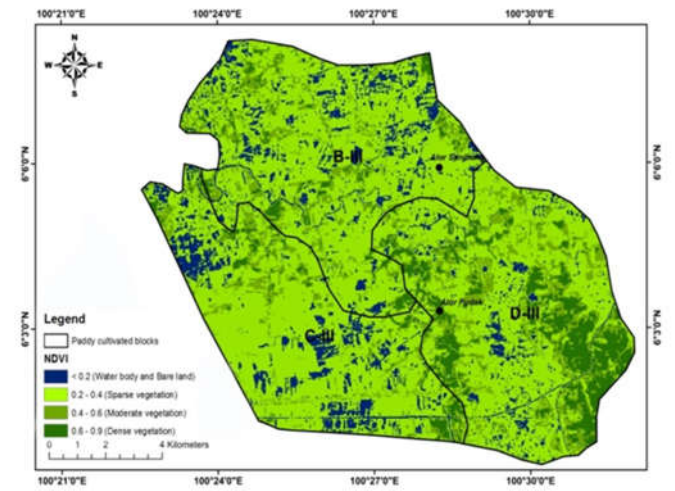 100°21'0"E 100°24'0"E 100°27'0"E 100°30'0"E
N
W E
S
6°6'0"N
6°6'0"N
B-III
Alor
6°3'0"N
6°3'0"N
C-III
D-III
Alor
Legend
Paddy cultivated blocks
NDVI
< 0.2 (Water body and Bare land)
0.2 - 0.4 (Sparse vegetation)
0.4 - 0.6 (Moderate vegetation)
0.6 - 0.9 (Dense vegetation)
0 1 2 4 Kilometers
100°21'0"E 100°24'0"E 100°27'0"E 100°30'0"E